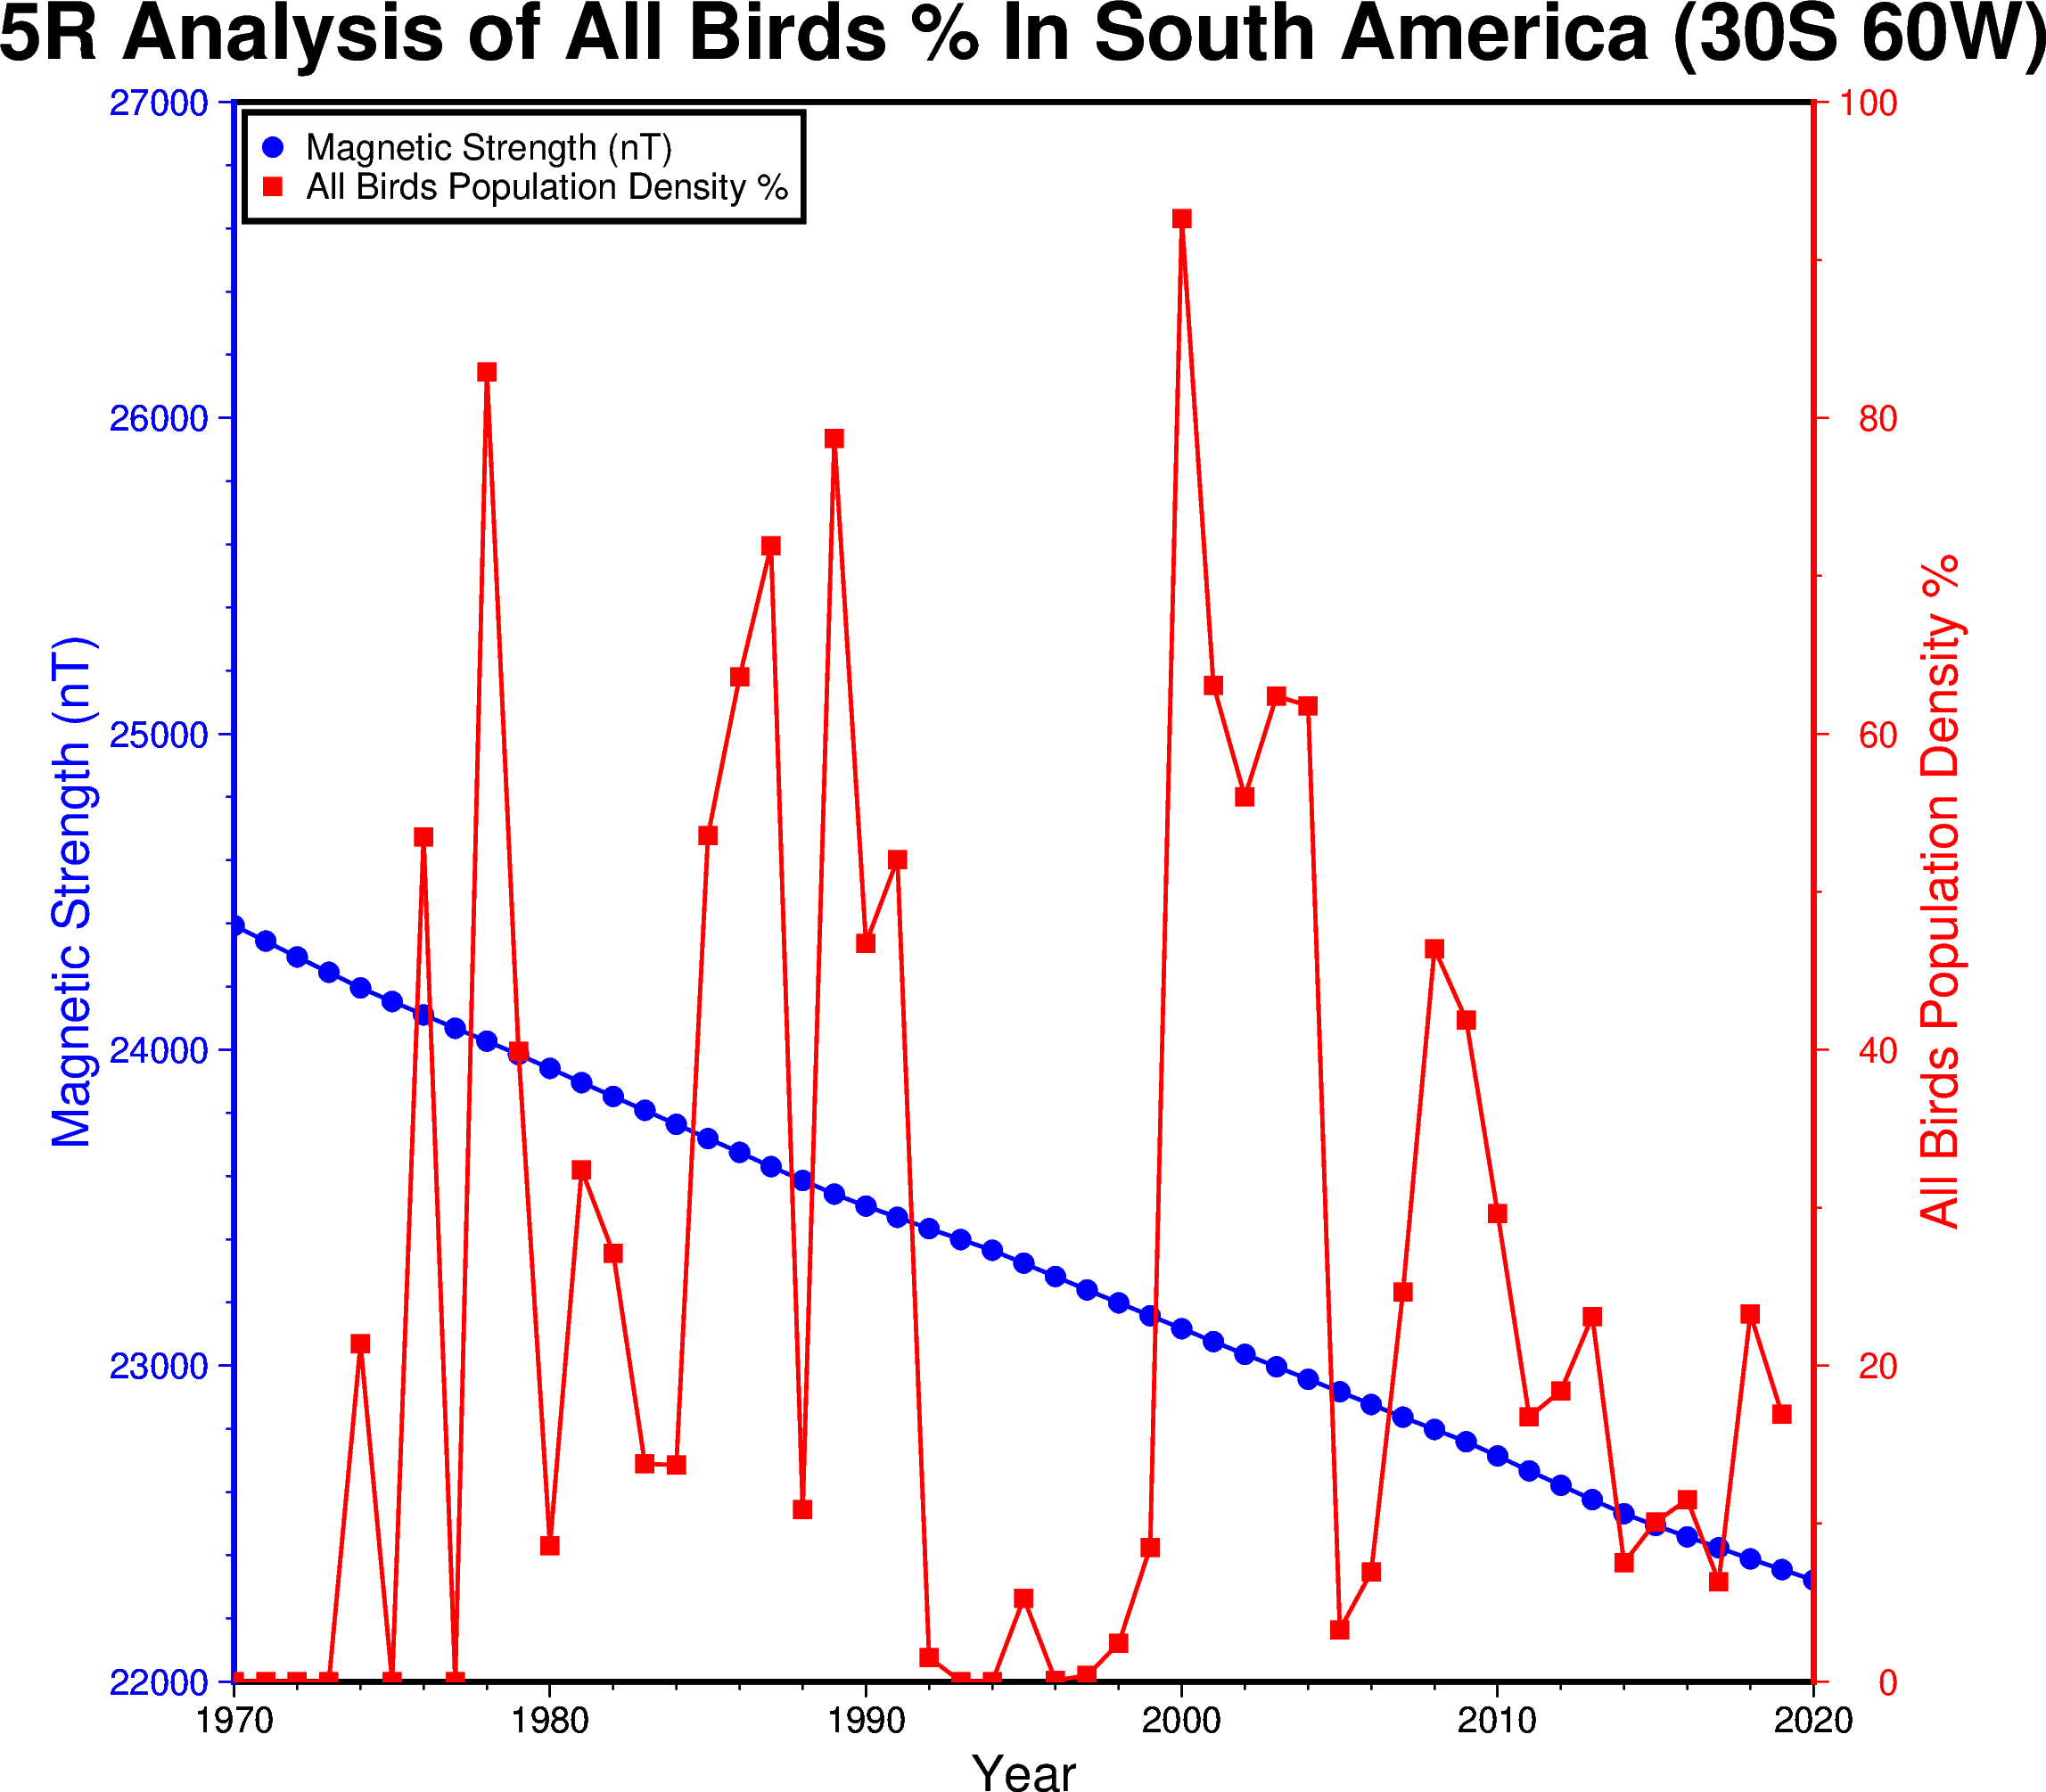 5R Analysis of All Birds % In South America (30S 60W)
Magnetic Strength (nT)
All Birds Population Density %
27000
26000
25000
24000
23000
22000
Magnetic Strength (nT)
100
80
60
40
20
0
All Birds Population Density %
1970 1980 1990 2000 2010 2020
Year